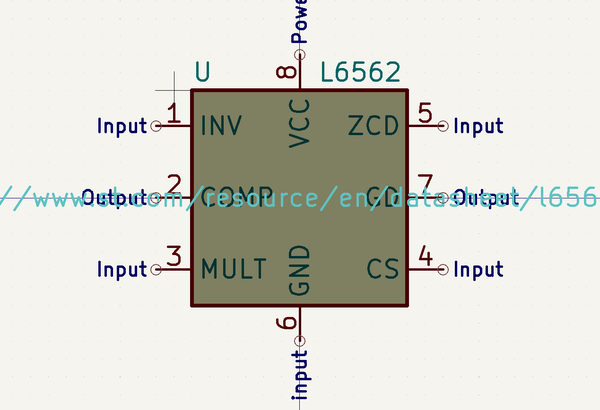 Powe
8
U
L6562
1
5
Input
INV
VCC
ZCD
Input
//www.st.com/resource/en/datasheet/l656
2
7
Output
COMP
GD
Output
3
4
Input
MULT
GND
CS
Input
6
input